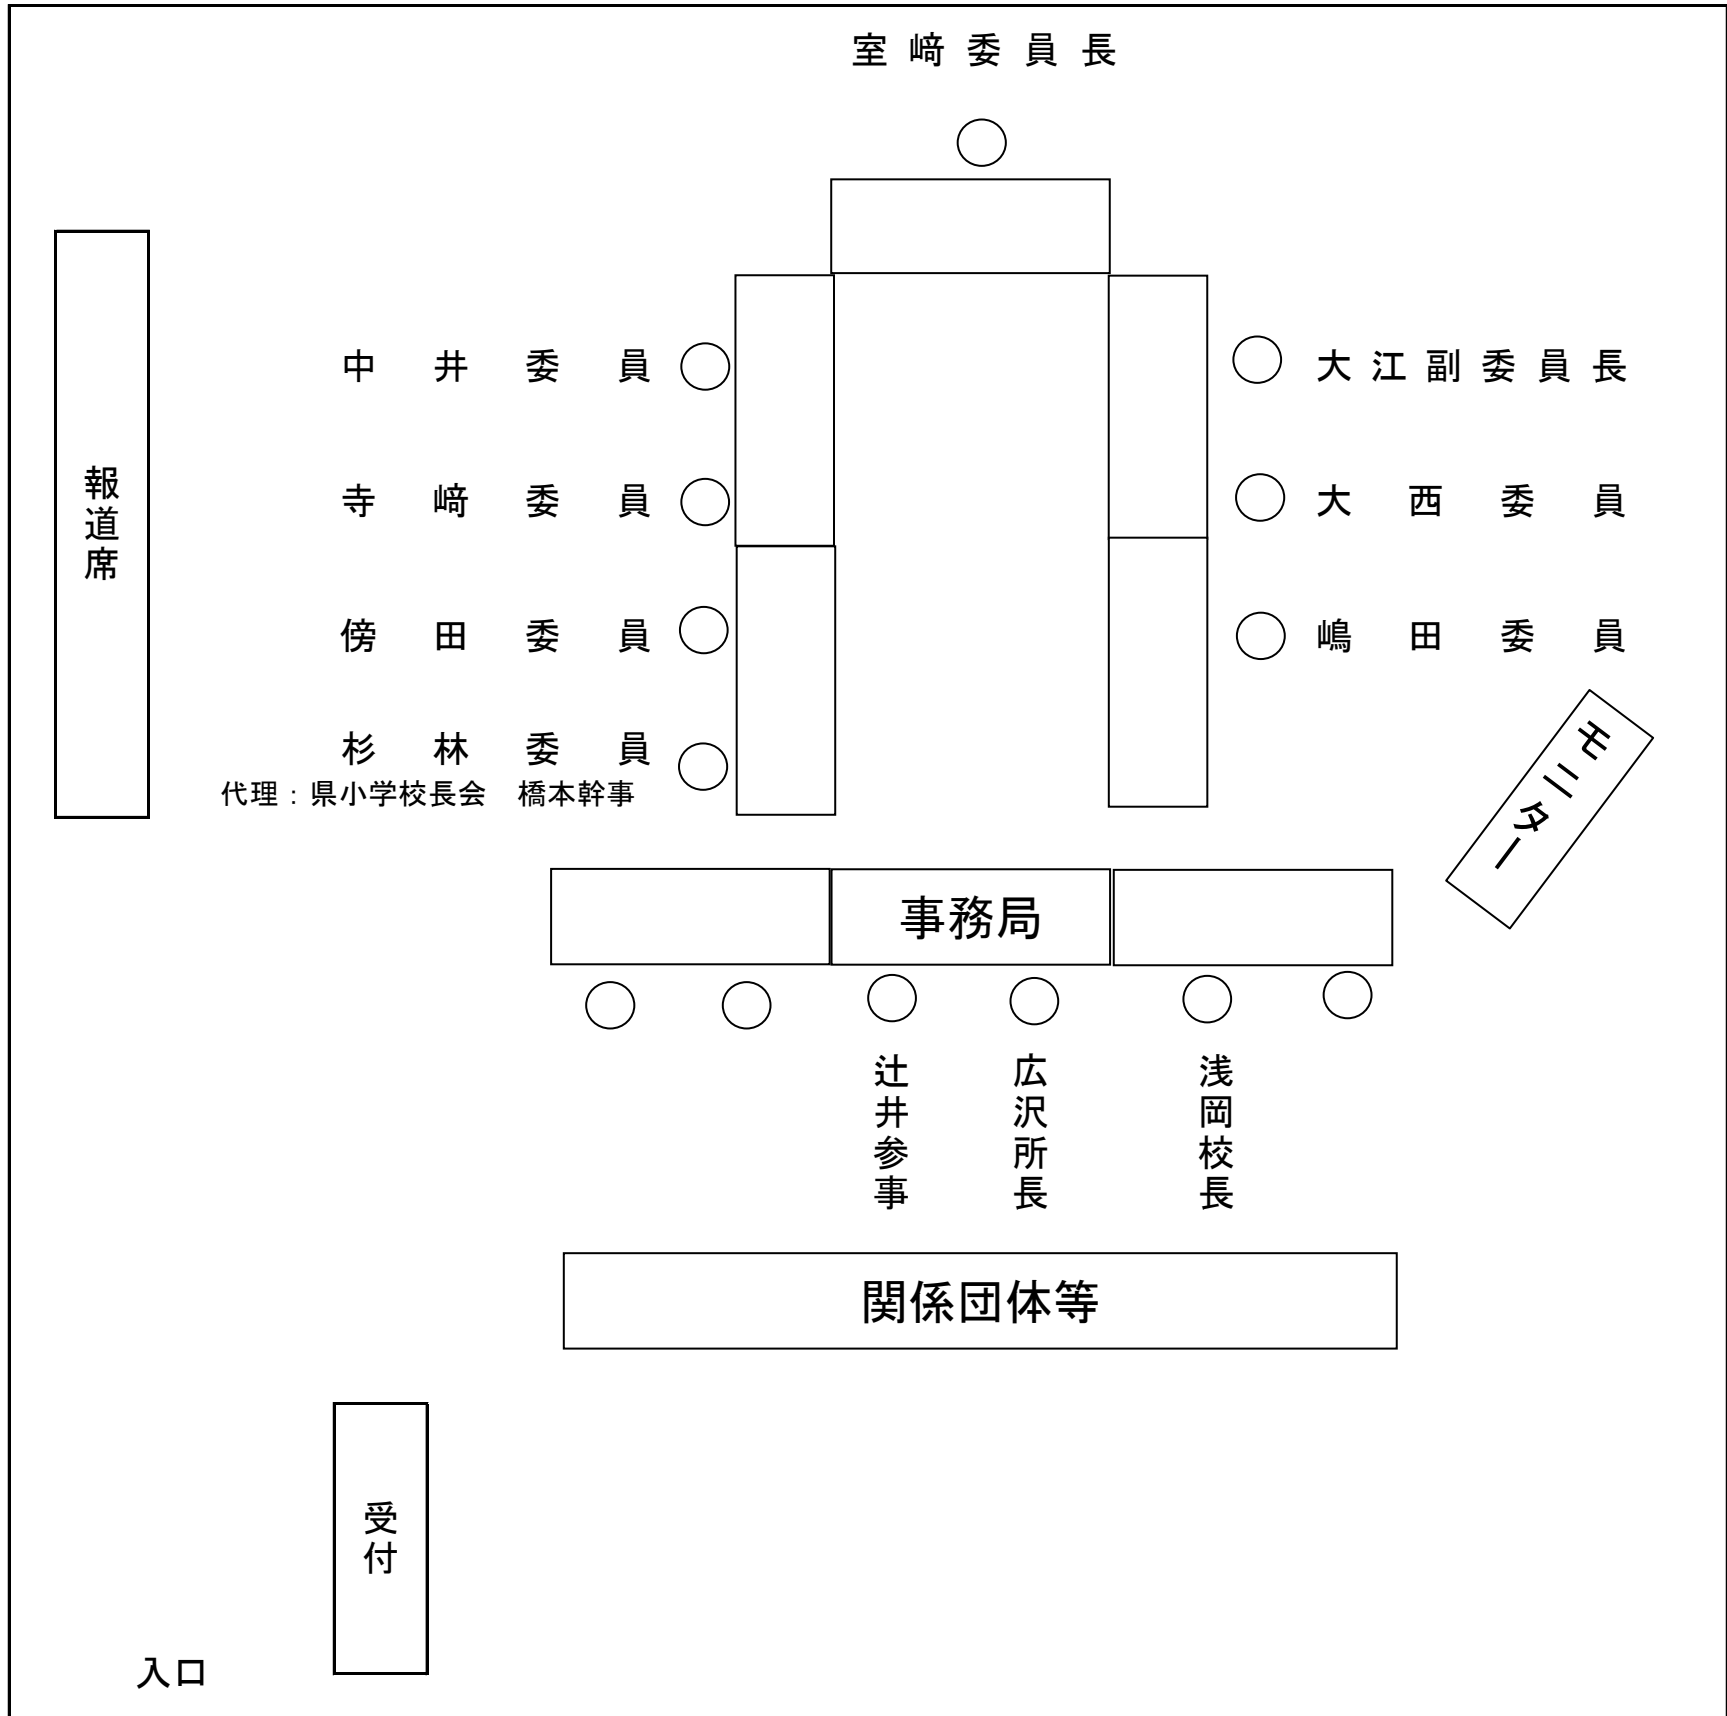 室﨑委員長
報道席
中井委員
大江副委員長
寺﨑委員
大西委員
傍田委員
嶋田委員
杉林委員
代理：県小学校長会　橋本幹事
モニター
事務局
辻井参事
広沢所長
浅岡校長
関係団体等
受付
入口